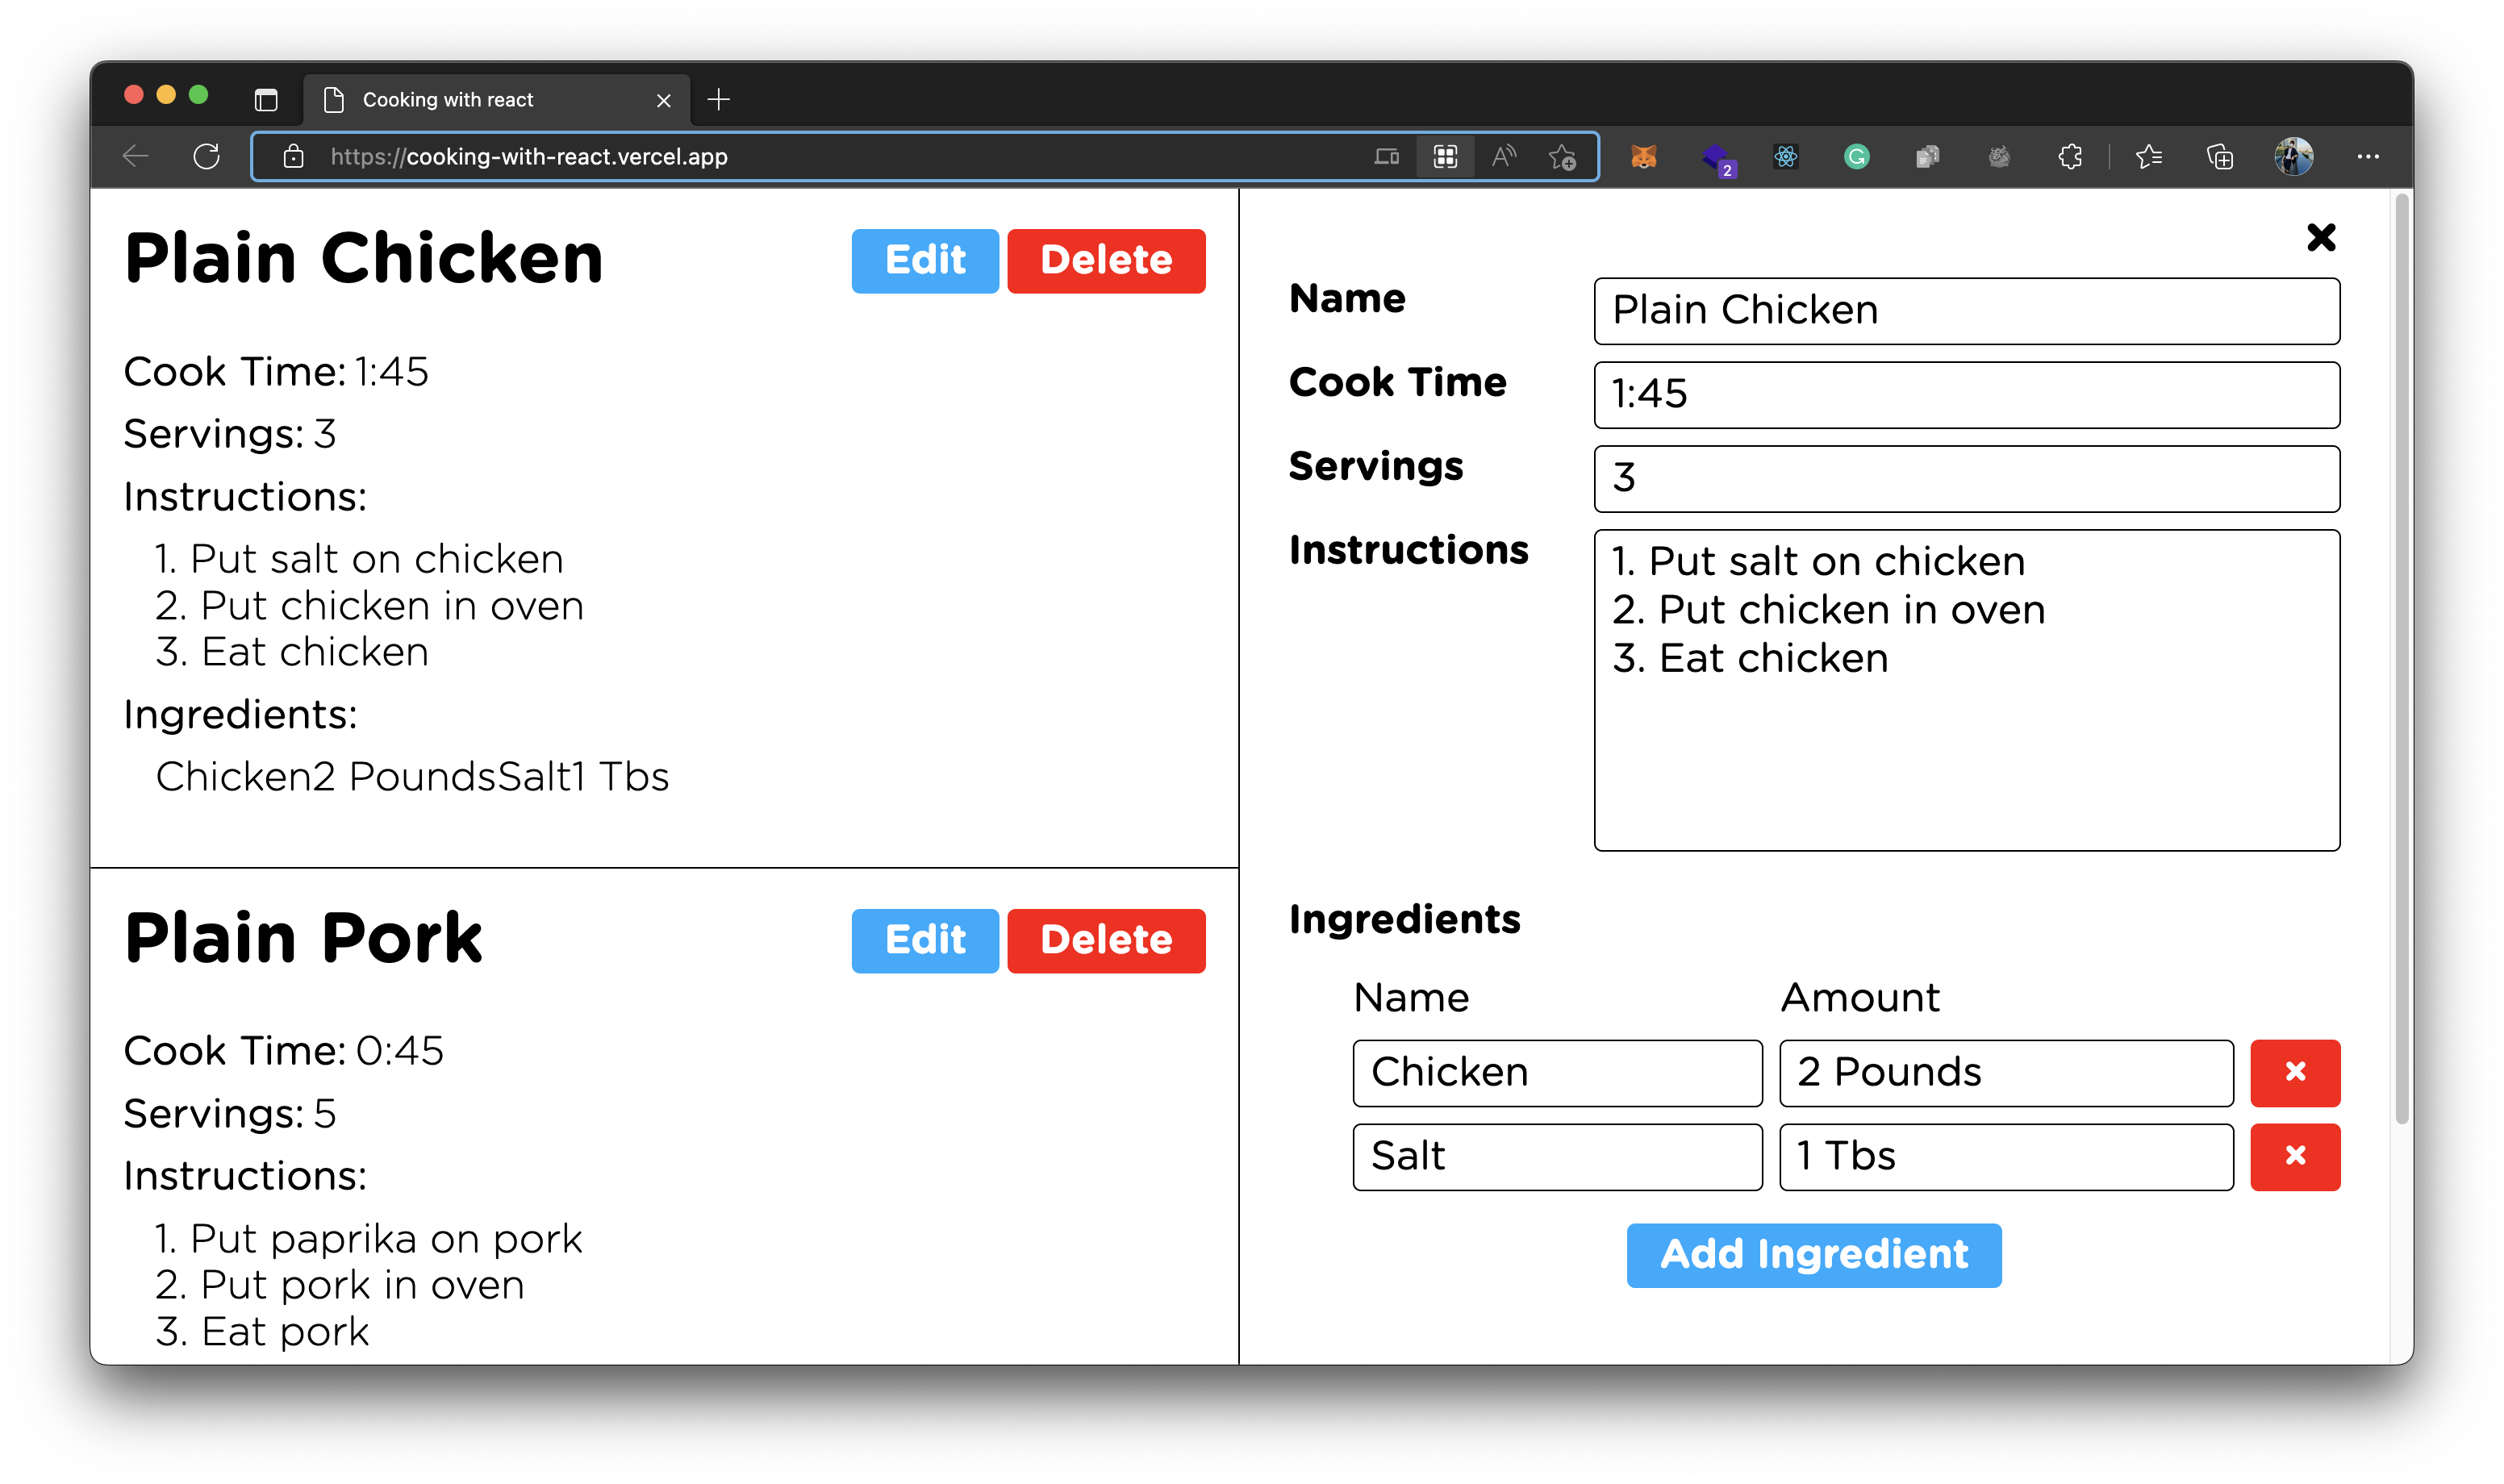 Cooking with react
https://cooking-with-react.vercel.app
2
Plain Chicken
Edit
Delete
Cook Time: 1:45
Servings: 3
Instructions:
1. Put salt on chicken
2. Put chicken in oven
3. Eat chicken
Ingredients:
Chicken2 PoundsSalt1 Tbs
Plain Pork
Edit
Delete
Cook Time: 0:45
Servings: 5
Instructions:
1. Put paprika on pork
2. Put pork in oven
3. Eat pork
Name
Plain Chicken
Cook Time
1:45
Servings
3
Instructions
1. Put salt on chicken
2. Put chicken in oven
3. Eat chicken
Ingredients
Name Amount
Chicken 2 Pounds
Salt 1 Tbs
Add Ingredient